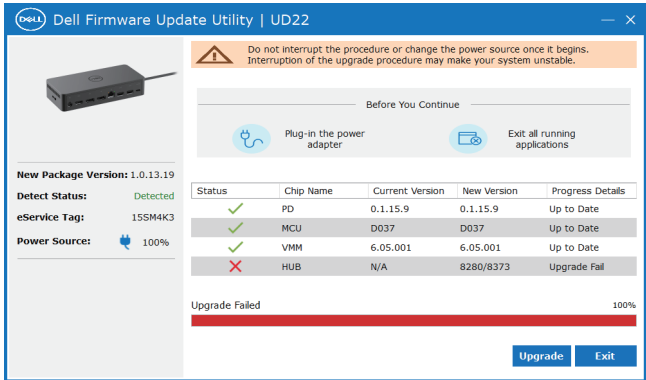 DELL Dell Firmware Update Utility | UD22
Do not interrupt the procedure or change the power source once it begins.
Interruption of the upgrade procedure may make your system unstable.
Before You Continue
Plug-in the power
adapter
Exit all running
applications
New Package Version: 1.0.13.19
Detect Status: Detected
eService Tag: 15SM4K3
Power Source: 100%
Status Chip Name Current Version New Version Progress Details
PD 0.1.15.9 0.1.15.9 Up to Date
MCU D037 D037 Up to Date
VMM 6.05.001 6.05.001 Up to Date
HUB N/A 8280/8373 Upgrade Fail
Upgrade Failed 100%
Upgrade Exit